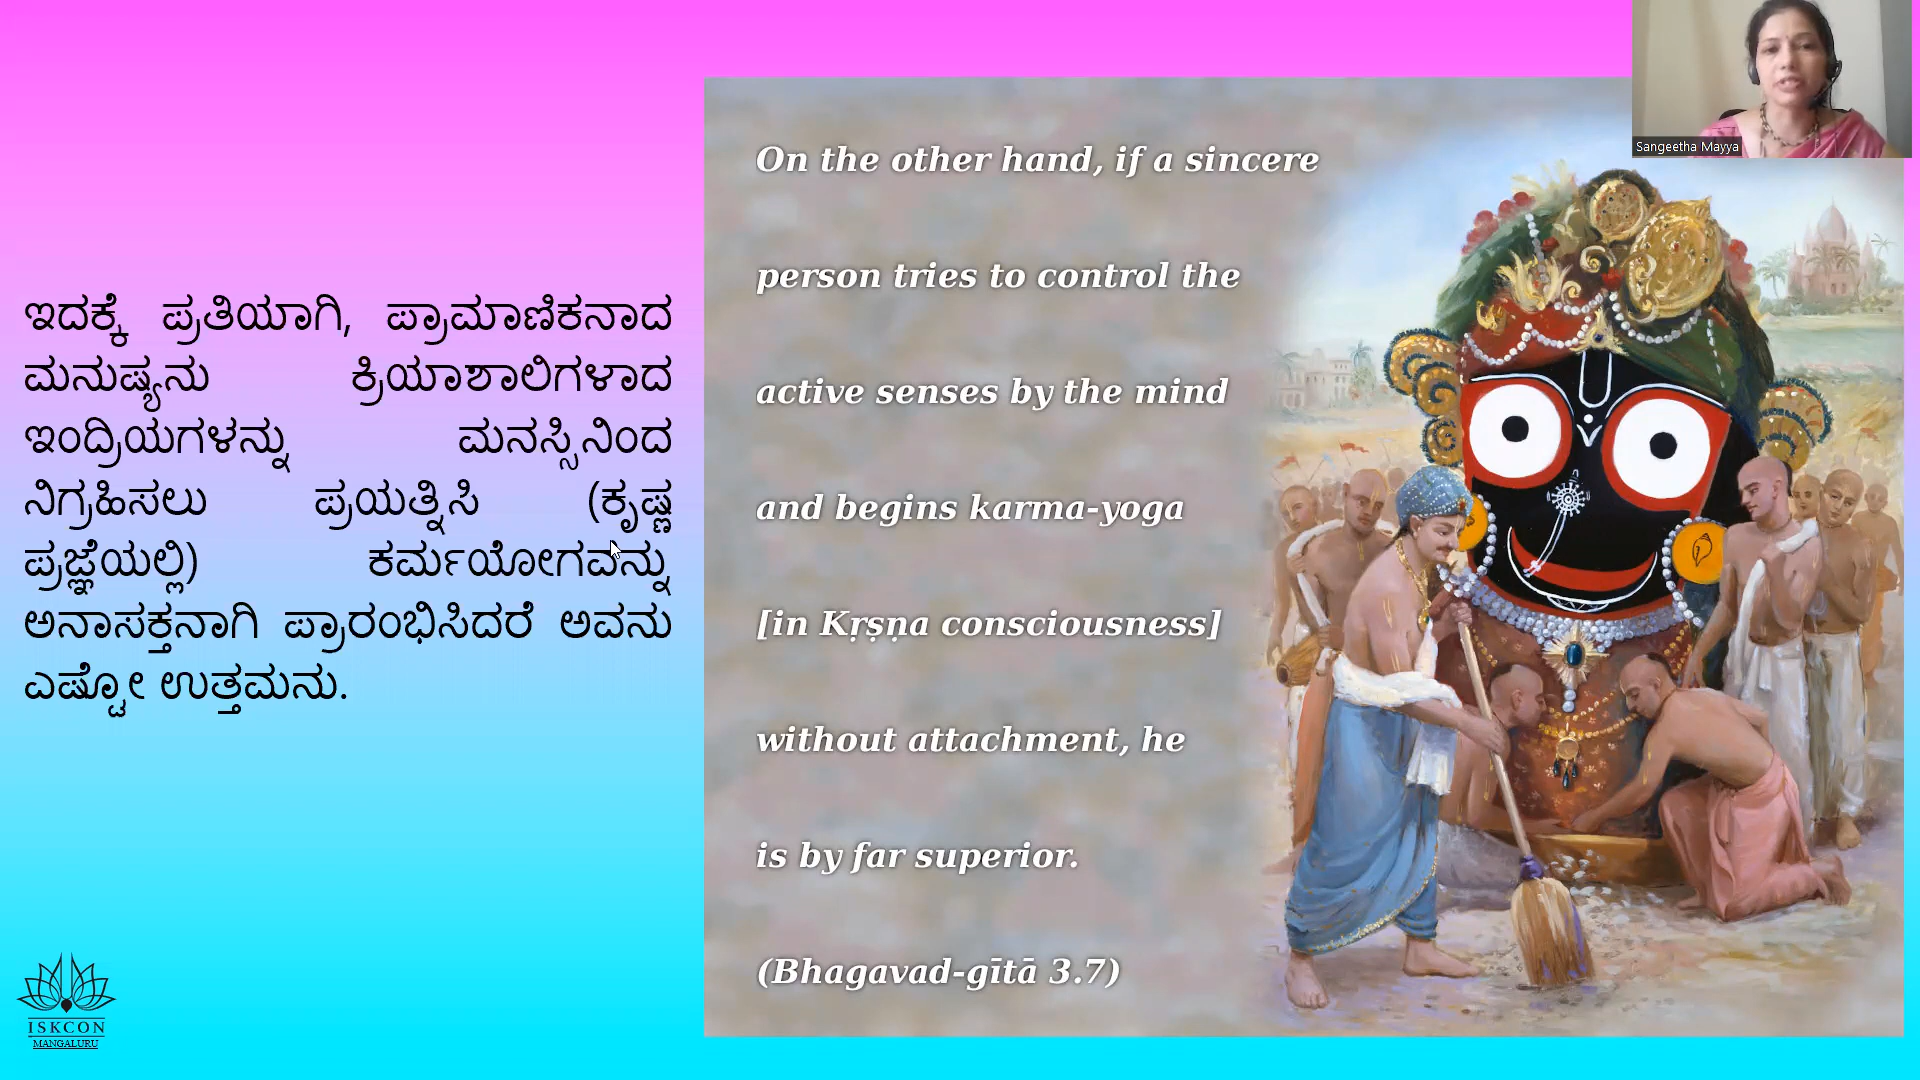 ಇದಕ್ಕೆ ಪ್ರತಿಯಾಗಿ, ಪ್ರಾಮಾಣಿಕನಾದ
ಮನುಷ್ಯನು ಕ್ರಿಯಾಶಾಲಿಗಳಾದ
ಇಂದ್ರಿಯಗಳನ್ನು ಮನಸ್ಸಿನಿಂದ
ನಿಗ್ರಹಿಸಲು ಪ್ರಯತ್ನಿಸಿ (ಕೃಷ್ಣ
ಪ್ರಜ್ಞೆಯಲ್ಲಿ) ಕರ್ಮಯೋಗವನ್ನು
ಅನಾಸಕ್ತನಾಗಿ ಪ್ರಾರಂಭಿಸಿದರೆ ಅವನು
ಎಷ್ಟೋ ಉತ್ತಮನು.
ISKCON
MANGALURU
On the other hand, if a sincere
person tries to control the
active senses by the mind
and begins karma-yoga
[in Kṛṣṇa consciousness]
without attachment, he
is by far superior.
(Bhagavad-gītā 3.7)
Sangeetha Mayya